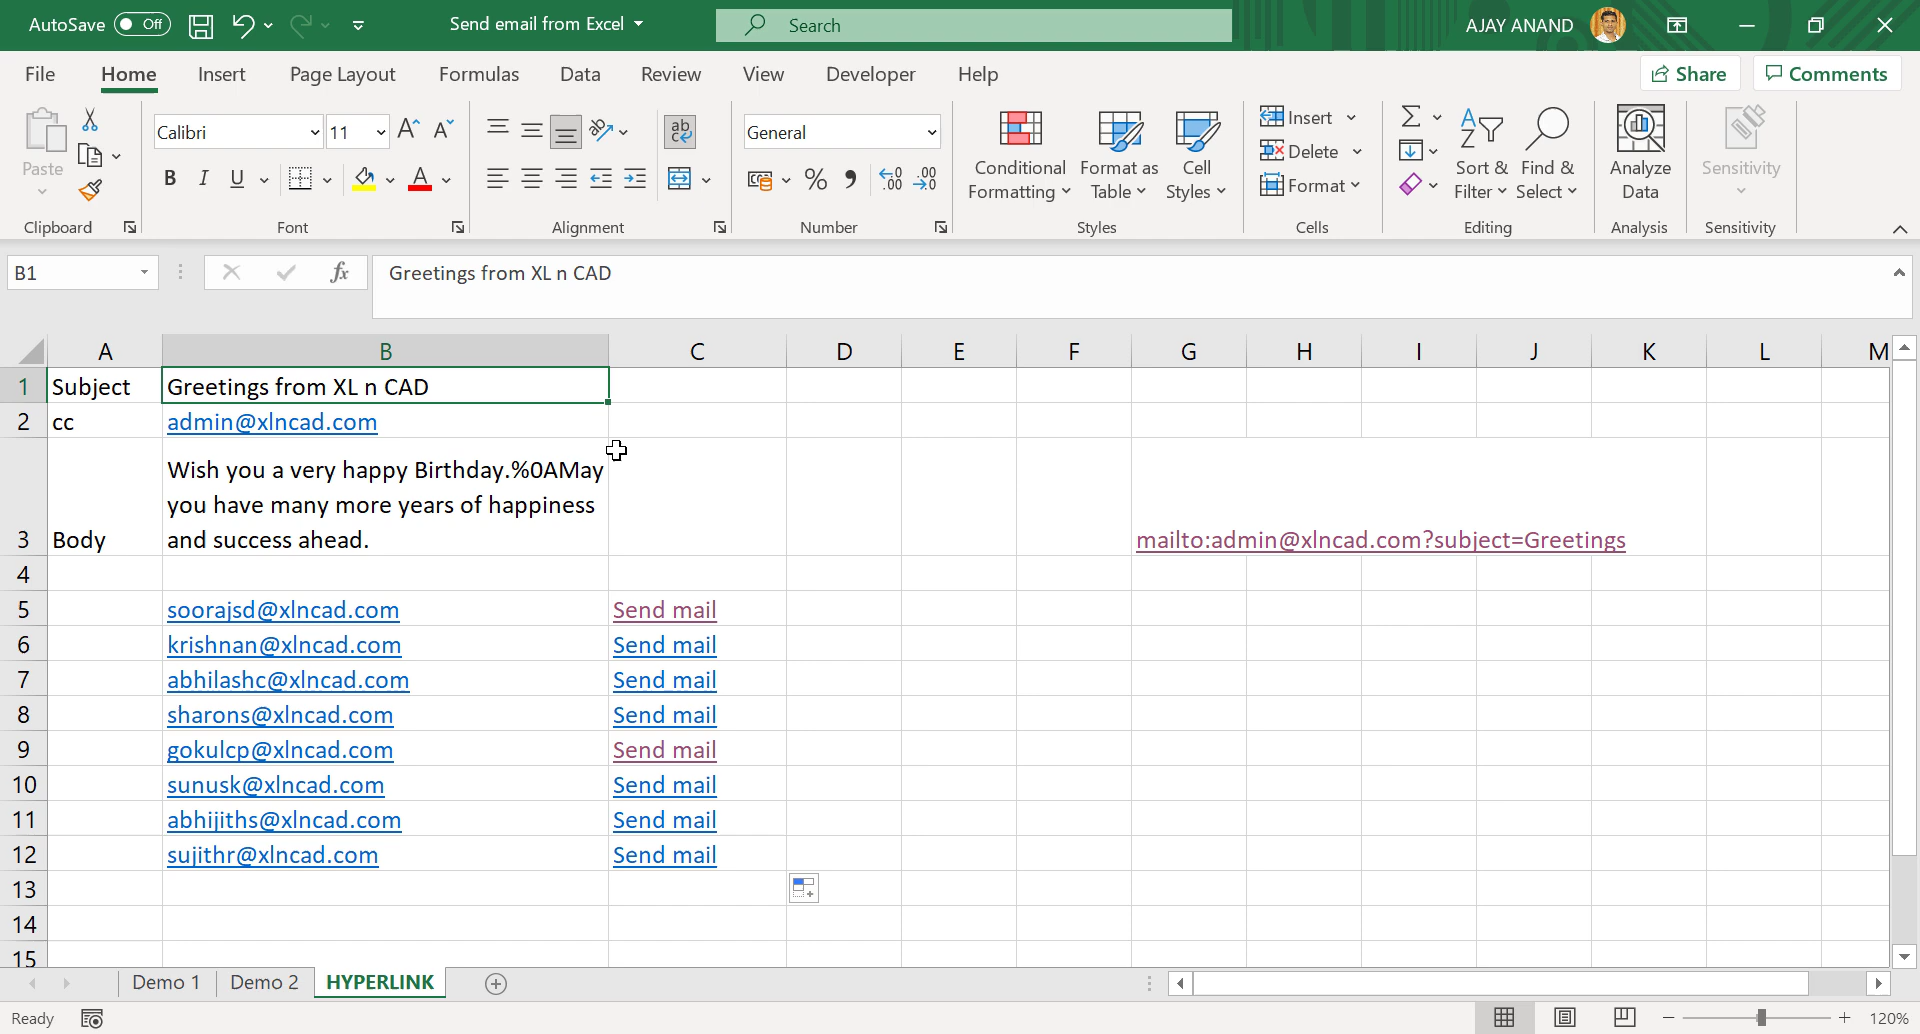 AutoSave Off Send email from Excel Search AJAY ANAND
File Home Insert Page Layout Formulas Data Review View Developer Help Share Comments
Paste
Calibri 11
B I U A
ab
General
% 9
Conditional Formatting
Format as Table
Cell Styles
Insert
Delete
Format
Sort & Filter
Find & Select
Analyze Data
Sensitivity
Clipboard Font Alignment Number Styles Cells Editing Analysis Sensitivity
B1 fx Greetings from XL n CAD
A B C D E F G H I J K L M
1 Subject Greetings from XL n CAD
2 cc admin@xlncad.com
Wish you a very happy Birthday.%0AMay
you have many more years of happiness
3 Body and success ahead. mailto:admin@xlncad.com?subject=Greetings
4
5 soorajsd@xlncad.com Send mail
6 krishnan@xlncad.com Send mail
7 abhilashc@xlncad.com Send mail
8 sharons@xlncad.com Send mail
9 gokulcp@xlncad.com Send mail
10 sunusk@xlncad.com Send mail
11 abhijiths@xlncad.com Send mail
12 sujithr@xlncad.com Send mail
13
14
15
Demo 1 Demo 2 HYPERLINK
Ready 120%